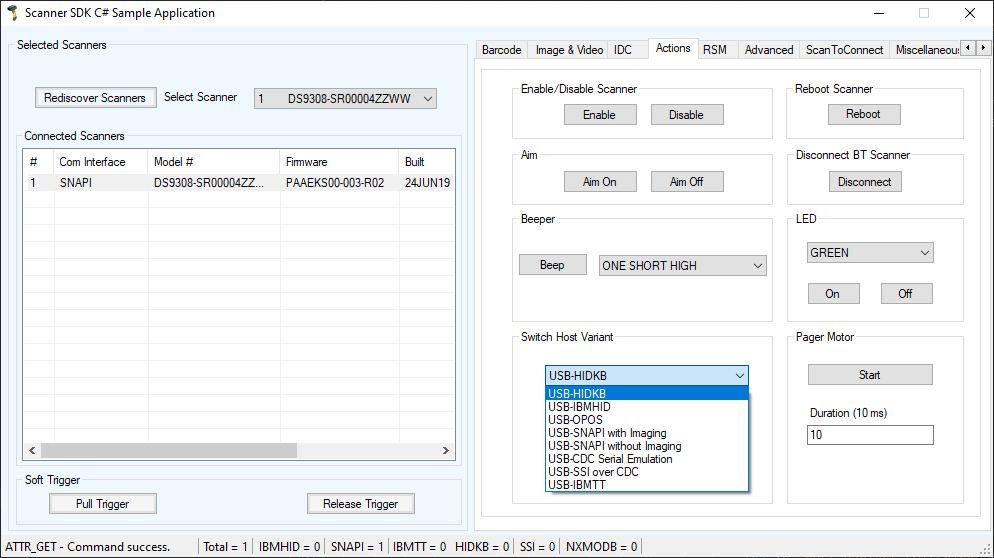 Scanner SDK C# Sample Application
Selected Scanners
Rediscover Scanners Select Scanner 1 DS9308-SR00004ZZWW
Connected Scanners
# Com Interface Model # Firmware Built
1 SNAPI DS9308-SR00004ZZ... PAAEKS00-003-R02 24JUN19
Soft Trigger
Pull Trigger Release Trigger
Barcode Image & Video IDC Actions RSM Advanced ScanToConnect Miscellaneous
Enable/Disable Scanner
Enable Disable
Reboot Scanner
Reboot
Aim
Aim On Aim Off
Disconnect BT Scanner
Disconnect
Beeper
Beep ONE SHORT HIGH
LED
GREEN
On Off
Switch Host Variant
USB-HIDKB
USB-HIDKB
USB-IBMHID
USB-OPOS
USB-SNAPI with Imaging
USB-SNAPI without Imaging
USB-CDC Serial Emulation
USB-SSI over CDC
USB-IBMTT
Pager Motor
Start
Duration (10 ms)
10
ATTR_GET - Command success. Total = 1 IBMHID = 0 SNAPI = 1 IBMTT = 0 HIDKB = 0 SSI = 0 NXMODB = 0